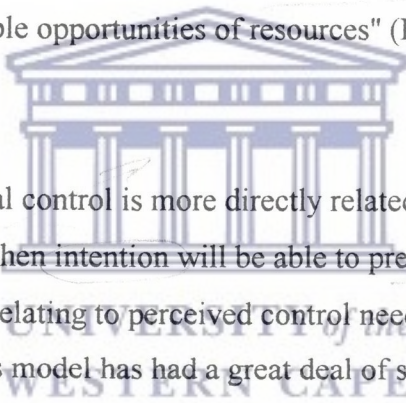 ble opportunities of resources" (
al control is more directly related
hen intention will be able to pre
elating to perceived control nee
UNIVERSITY of the
s model has had a great deal of s
WESTERN CAPE